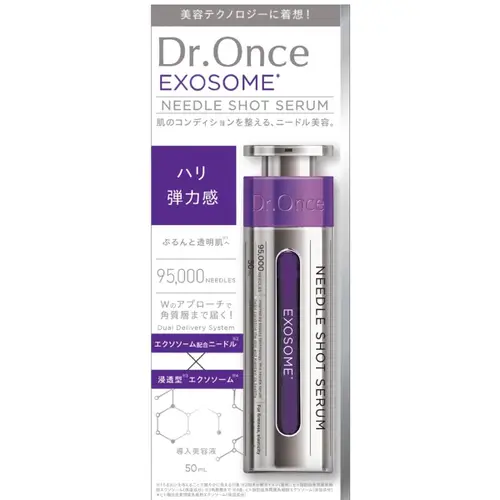 美容テクノロジーに着想！
Dr.Once
EXOSOME*
NEEDLE SHOT SERUM
肌のコンディションを整える、ニードル美容。
ハリ
弾力感
ぷるんと透明肌へ
95,000 NEEDLES
Wのアプローチで
角質層まで届く！
Dual Delivery System
エクソソーム配合ニードル
×
浸透型エクソソーム
導入美容液
50mL
Dr.Once
95,000 NEEDLES
50mL
EXOSOME*
NEEDLE SHOT SERUM